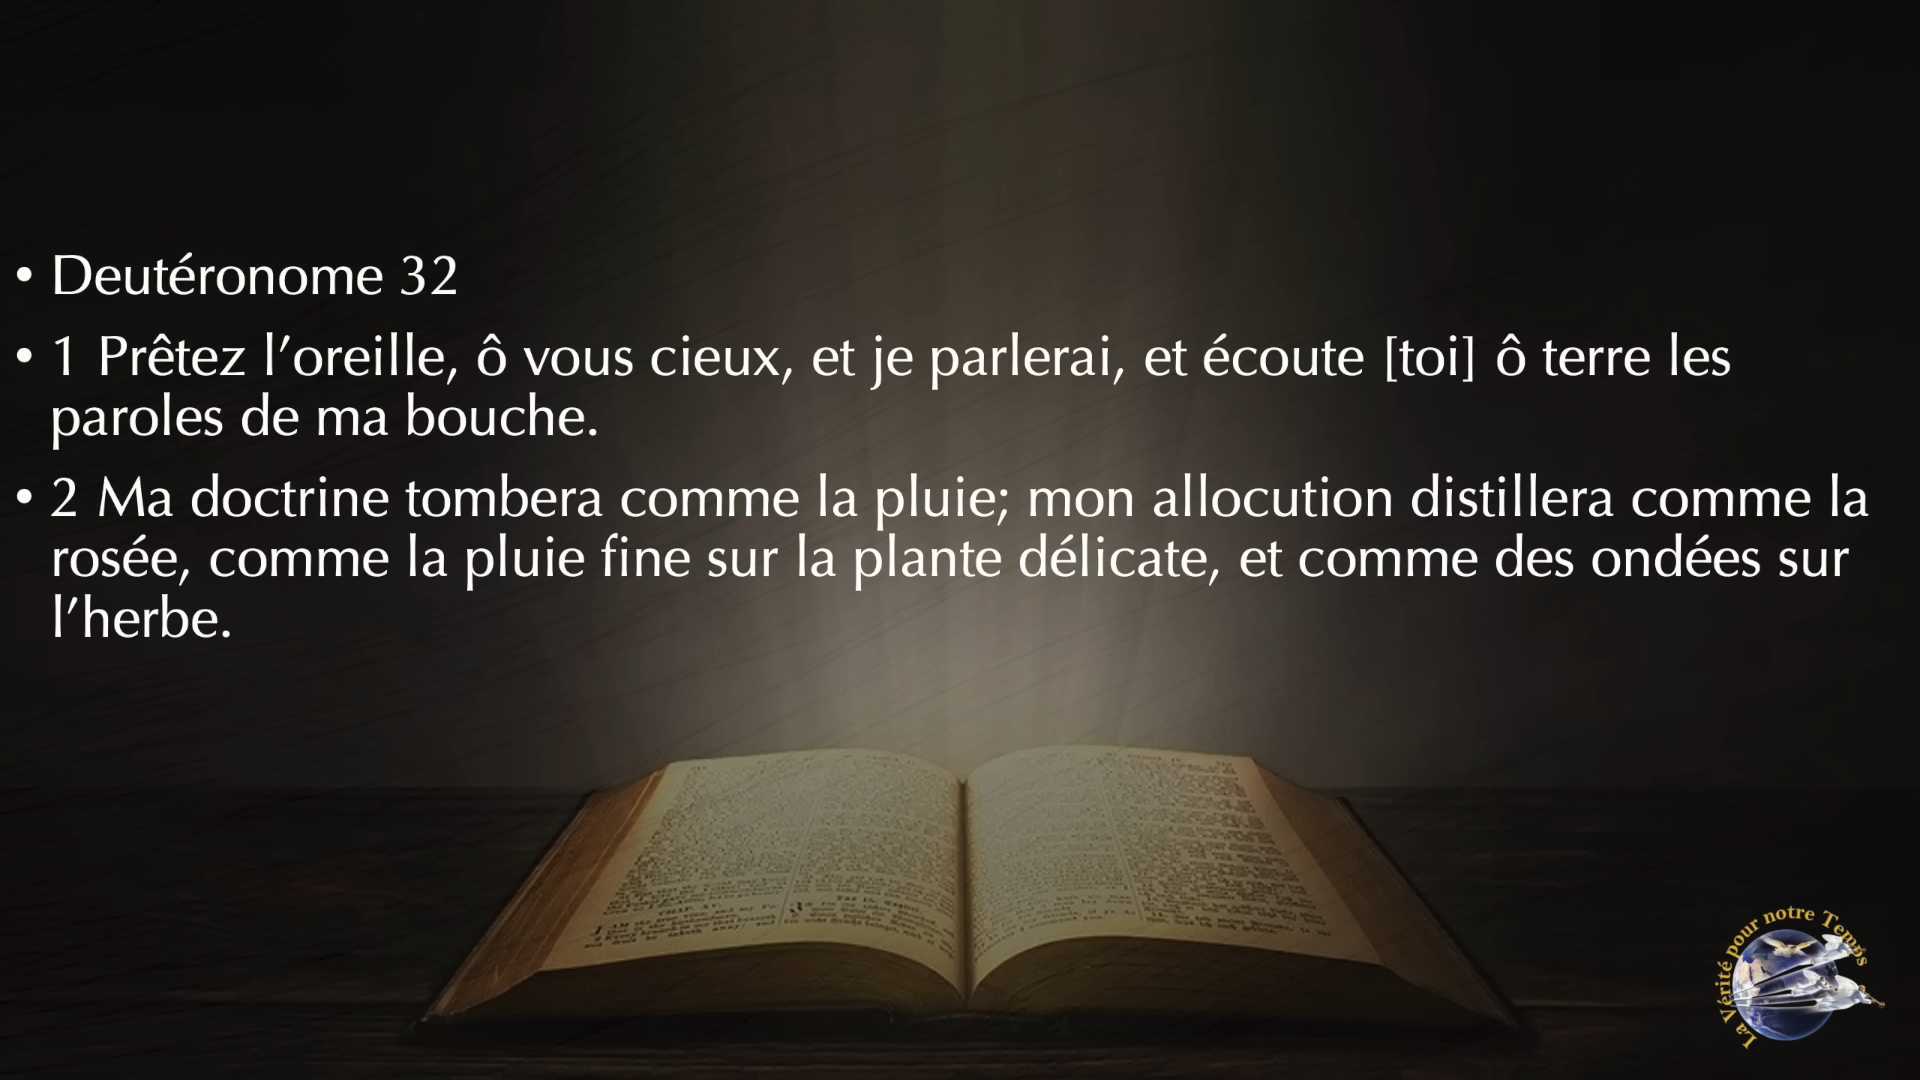 • Deutéronome 32
• 1 Prêtez l’oreille, ô vous cieux, et je parlerai, et écoute [toi] ô terre les
paroles de ma bouche.
• 2 Ma doctrine tombera comme la pluie; mon allocution distillera comme la
rosée, comme la pluie fine sur la plante délicate, et comme des ondées sur
l’herbe.
La Vérité pour notre Temps